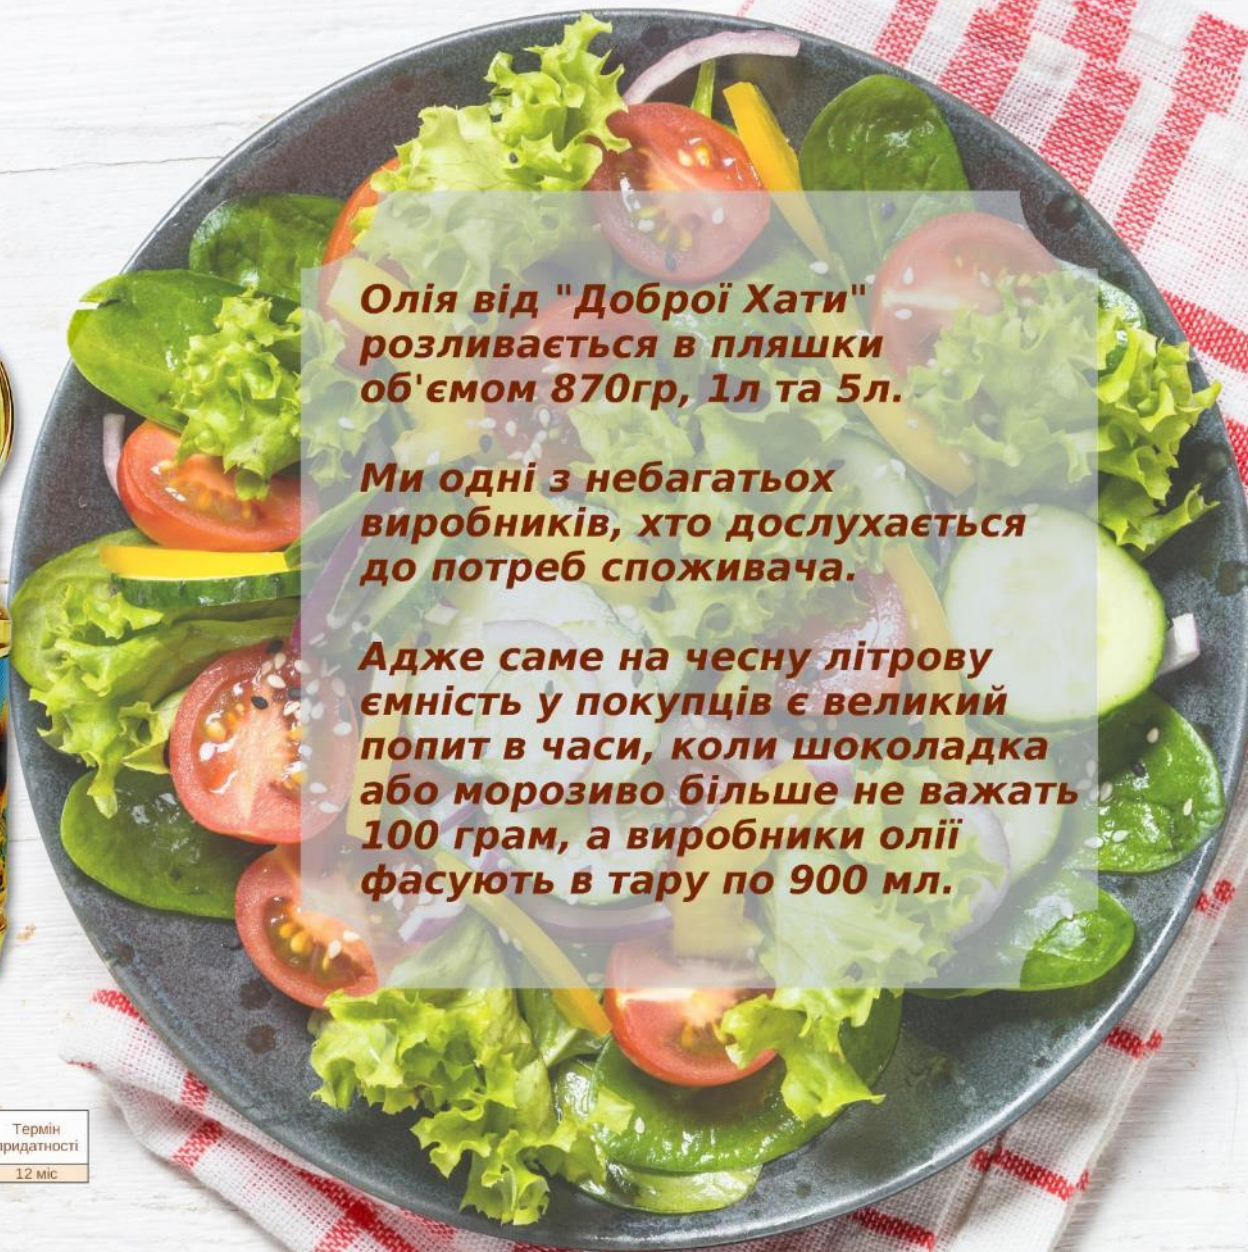 Олія від "Доброї Хати"
розливається в пляшки
об'ємом 870гр, 1л та 5л.
Ми одні з небагатьох
виробників, хто дослухається
до потреб споживача.
Адже саме на чесну літрову
ємність у покупців є великий
попит в часи, коли шоколадка
або морозиво більше не важать
100 грам, а виробники олії
фасують в тару по 900 мл.
Термін
придатності
12 міс